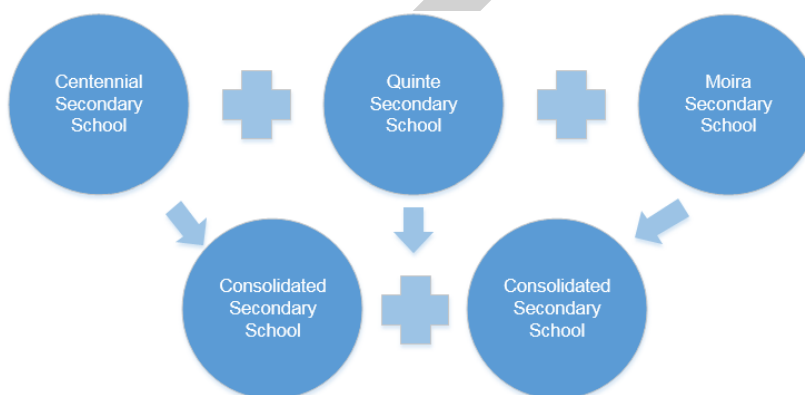 Centennial
Secondary
School
Quinte
Secondary
School
Moira
Secondary
School
Consolidated
Secondary
School
Consolidated
Secondary
School